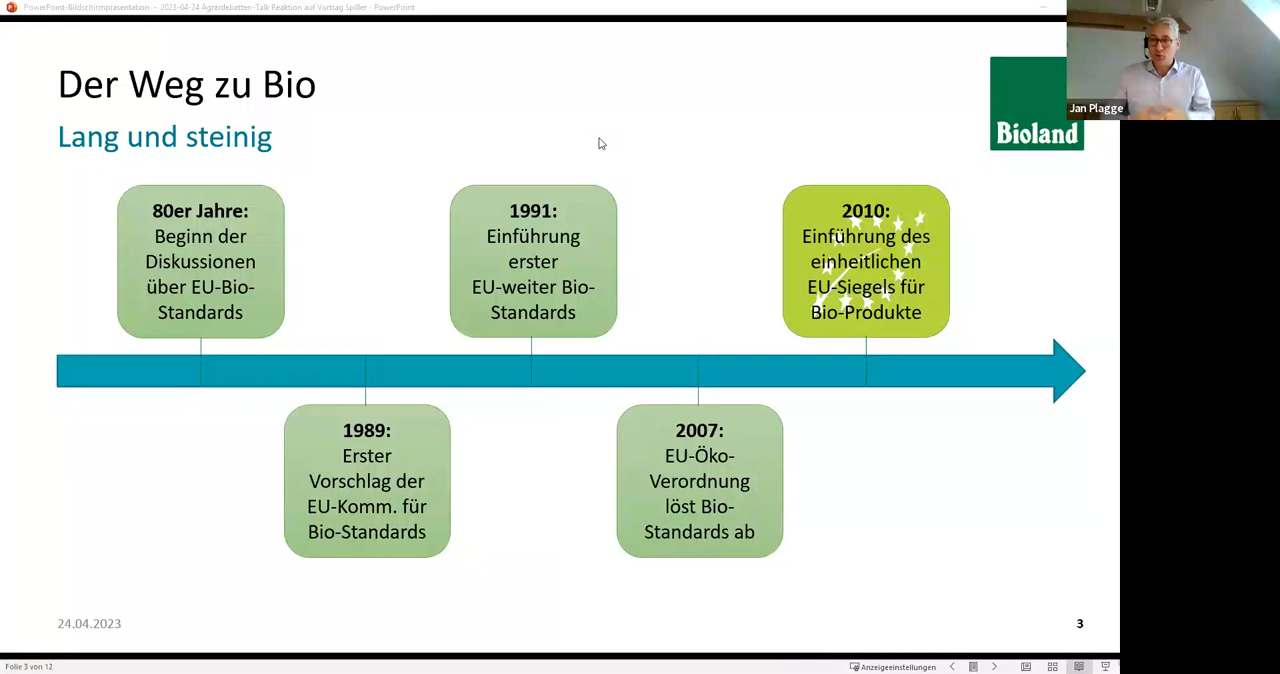 PowerPoint-Bildschirmpräsentation - 2023-04-24 Agrardebatten-Talk Reaktion auf Vortrag Spiller - PowerPoint
Jan Plagge
Der Weg zu Bio
Lang und steinig
Bioland
80er Jahre:
Beginn der
Diskussionen
über EU-Bio-
Standards
1991:
Einführung
erster
EU-weiter Bio-
Standards
2010:
Einführung des
einheitlichen
EU-Siegels für
Bio-Produkte
1989:
Erster
Vorschlag der
EU-Komm. für
Bio-Standards
2007:
EU-Öko-
Verordnung
löst Bio-
Standards ab
24.04.2023
3
Folie 3 von 12
Anzeigeeinstellungen